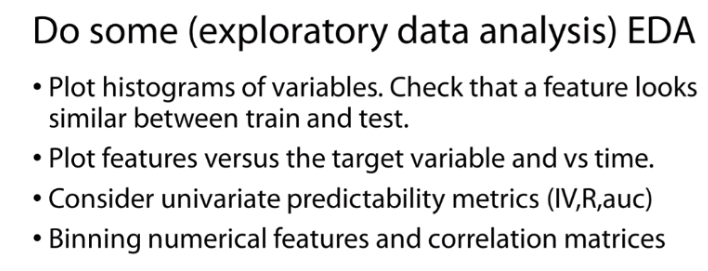 Do some (exploratory data analysis) EDA
• Plot histograms of variables. Check that a feature looks
similar between train and test.
• Plot features versus the target variable and vs time.
• Consider univariate predictability metrics (IV,R,auc)
• Binning numerical features and correlation matrices